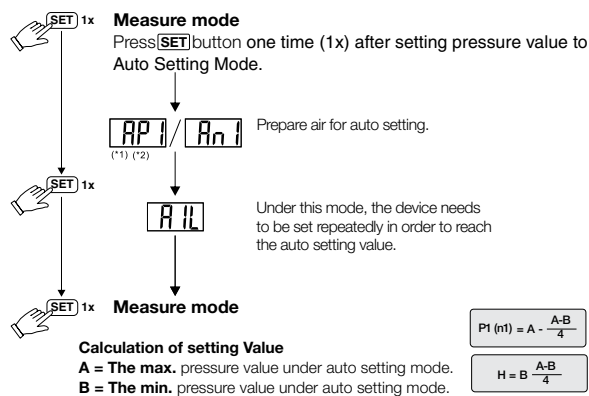 SET 1x Measure mode
Press SET button one time (1x) after setting pressure value to
Auto Setting Mode.
AP1 / An1 Prepare air for auto setting.
(*1) (*2)
SET 1x
A1L
Under this mode, the device needs
to be set repeatedly in order to reach
the auto setting value.
SET 1x Measure mode
Calculation of setting Value
A = The max. pressure value under auto setting mode.
B = The min. pressure value under auto setting mode.
P1 (n1) = A - A-B
4
H = B A-B
4